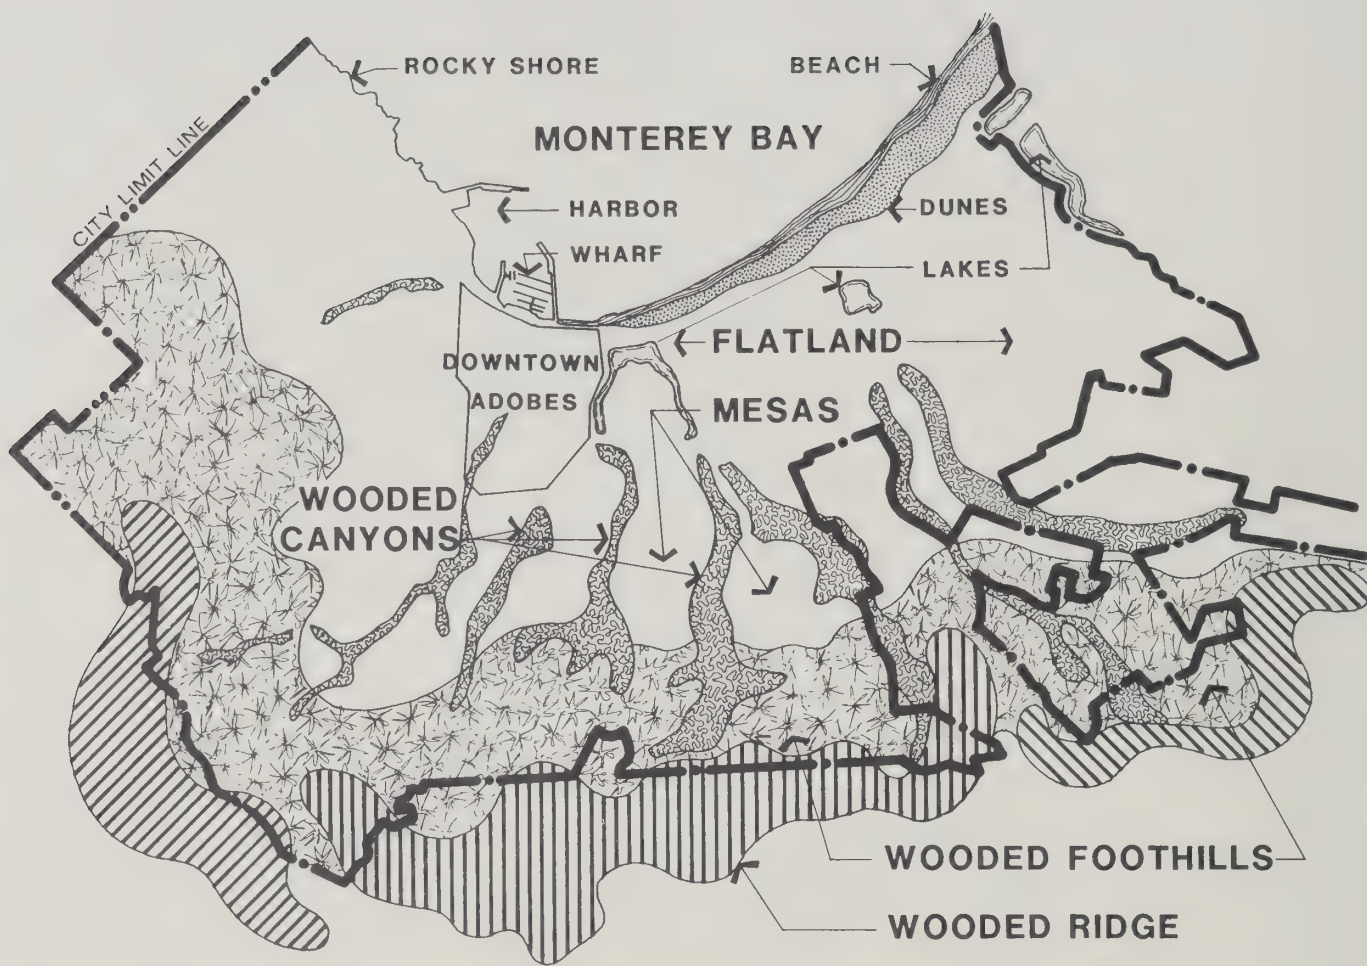 ROCKY SHORE
BEACH
MONTEREY BAY
CITY LIMIT LINE
HARBOR
DUNES
WHARF
LAKES
FLATLAND
DOWNTOWN
ADOBES
MESAS
WOODED
CANYONS
WOODED FOOTHILLS
WOODED RIDGE